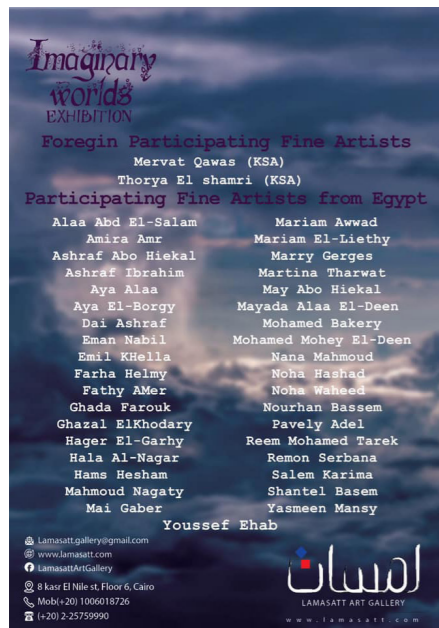 Imaginary
worlds
EXHIBITION
Foregin Participating Fine Artists
Mervat Qawas (KSA)
Thorya El shamri (KSA)
Participating Fine Artists from Egypt
Alaa Abd El-Salam
Amira Amr
Ashraf Abo Hiekal
Ashraf Ibrahim
Aya Alaa
Aya El-Borgy
Dai Ashraf
Eman Nabil
Emil KHella
Farha Helmy
Fathy AMer
Ghada Farouk
Ghazal ElKhodary
Hager El-Garhy
Hala Al-Nagar
Hams Hesham
Mahmoud Nagaty
Mai Gaber
Mariam Awwad
Mariam El-Liethy
Marry Gerges
Martina Tharwat
May Abo Hiekal
Mayada Alaa El-Deen
Mohamed Bakery
Mohamed Mohey El-Deen
Nana Mahmoud
Noha Hashad
Noha Waheed
Nourhan Bassem
Pavely Adel
Reem Mohamed Tarek
Remon Serbana
Salem Karima
Shantel Basem
Yasmeen Mansy
Youssef Ehab
Lamasatt.gallery@gmail.com
www.lamasatt.com
LamasattArtGallery
8 kasr El Nile st, Floor 6, Cairo
Mob(+20) 1006018726
(+20) 2-25759990
لمسات
LAMASATT ART GALLERY
www.lamasatt.com